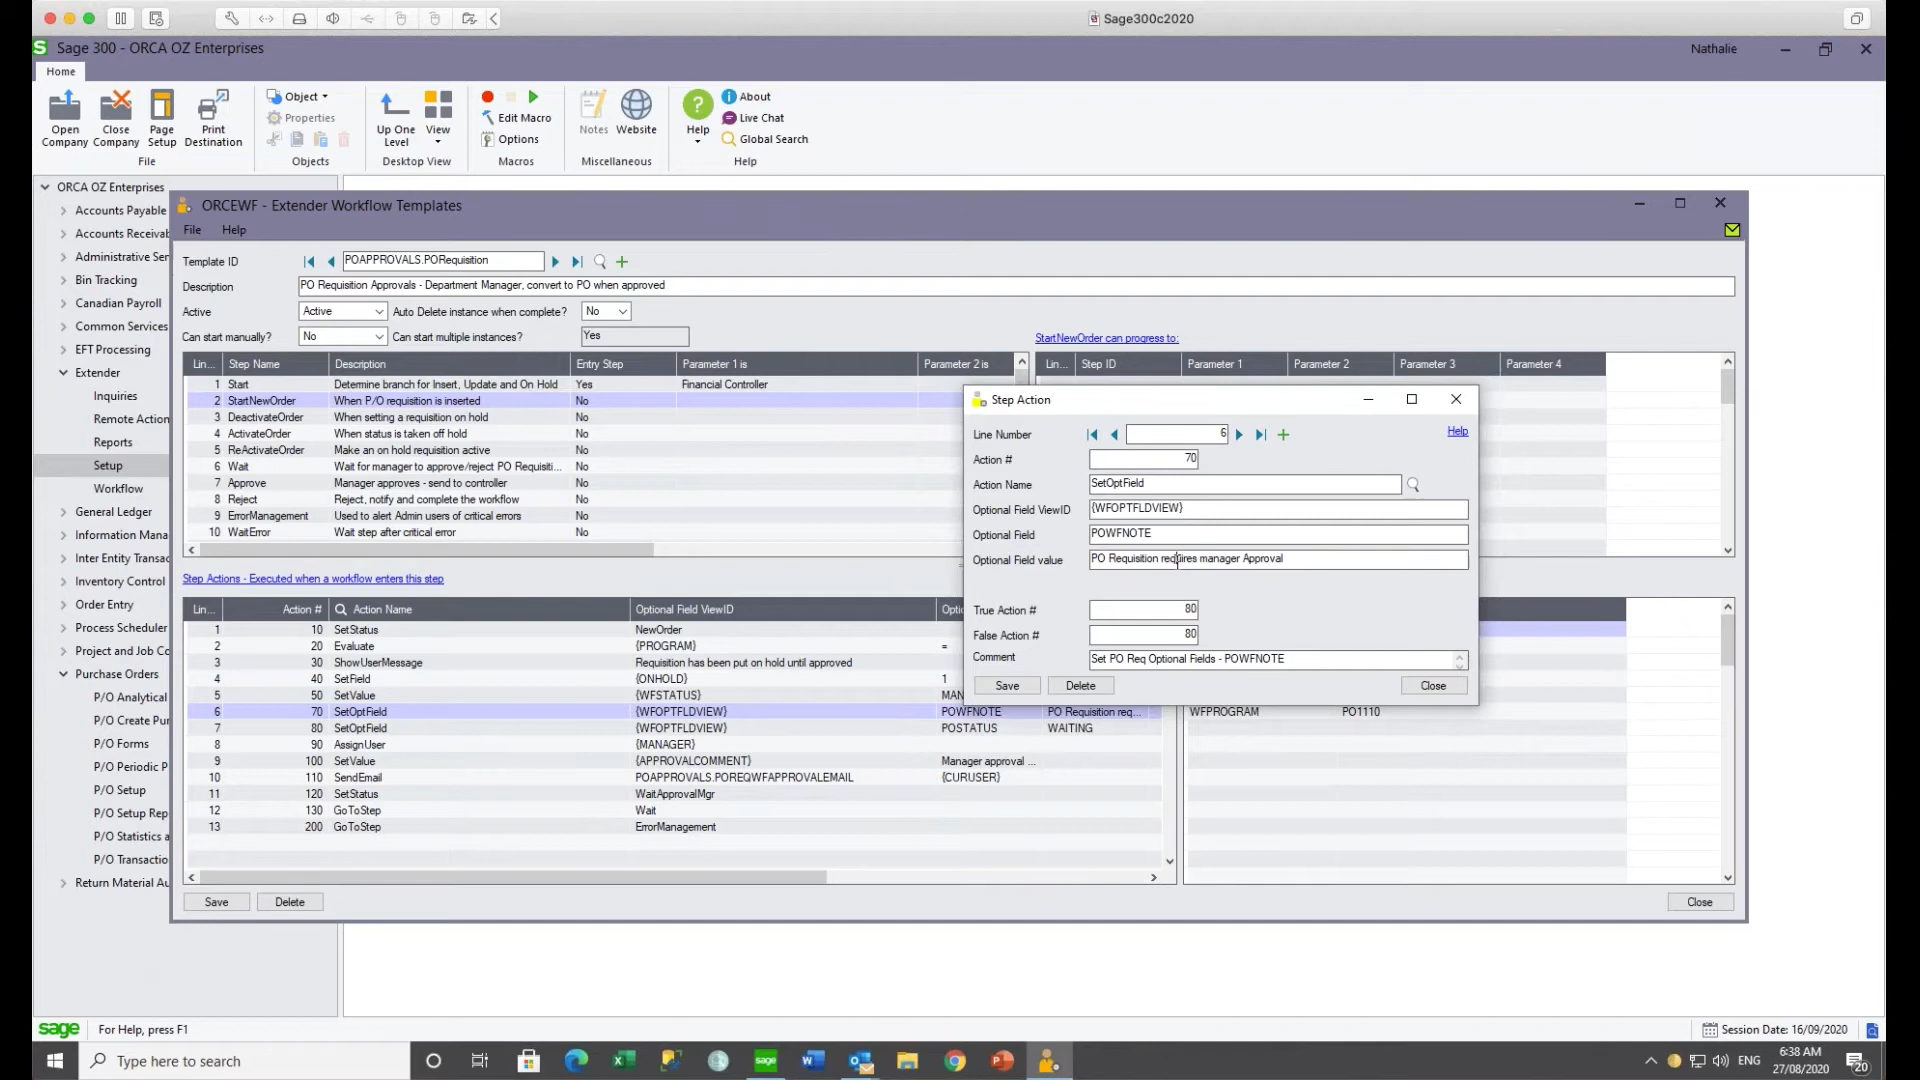 Sage300c2020
Sage 300 - ORCA OZ Enterprises
Nathalie
Home
Open Company
Close Company
Page Setup
Print Destination
File
Object
Properties
Objects
Up One Level
View
Desktop View
Edit Macro
Options
Macros
Notes
Website
Miscellaneous
Help
About
Live Chat
Global Search
Help
ORCA OZ Enterprises
Accounts Payable
Accounts Receivab
Administrative Ser
Bin Tracking
Canadian Payroll
Common Services
EFT Processing
Extender
Inquiries
Remote Action
Reports
Setup
Workflow
General Ledger
Information Mana
Inter Entity Transac
Inventory Control
Order Entry
Process Scheduler
Project and Job Co
Purchase Orders
P/O Analytical
P/O Create Pur
P/O Forms
P/O Periodic P
P/O Setup
P/O Setup Rep
P/O Statistics a
P/O Transactio
Return Material Au
ORCEWF - Extender Workflow Templates
File Help
Template ID POAPPROVALS.PORequisition
Description PO Requisition Approvals - Department Manager, convert to PO when approved
Active Active Auto Delete instance when complete? No
Can start manually? No Can start multiple instances? Yes
StartNewOrder can progress to:
Lin... Step Name Description Entry Step Parameter 1 is Parameter 2 is
1 Start Determine branch for Insert, Update and On Hold Yes Financial Controller
2 StartNewOrder When P/O requisition is inserted No
3 DeactivateOrder When setting a requisition on hold No
4 ActivateOrder When status is taken off hold No
5 ReActivateOrder Make an on hold requisition active No
6 Wait Wait for manager to approve/reject PO Requisiti... No
7 Approve Manager approves - send to controller No
8 Reject Reject, notify and complete the workflow No
9 ErrorManagement Used to alert Admin users of critical errors No
10 WaitError Wait step after critical error No
Lin... Step ID Parameter 1 Parameter 2 Parameter 3 Parameter 4
Step Actions - Executed when a workflow enters this step
Lin... Action # Action Name Optional Field ViewID Optio
1 10 SetStatus NewOrder
2 20 Evaluate {PROGRAM} =
3 30 ShowUserMessage Requisition has been put on hold until approved
4 40 SetField {ONHOLD} 1
5 50 SetValue {WFSTATUS} MAN
6 70 SetOptField {WFOPTFLDVIEW} POWFNOTE PO Requisition req... WFPROGRAM PO1110
7 80 SetOptField {WFOPTFLDVIEW} POSTATUS WAITING
8 90 AssignUser {MANAGER}
9 100 SetValue {APPROVALCOMMENT} Manager approval ...
10 110 SendEmail POAPPROVALS.POREQWFAPPROVALEMAIL {CURUSER}
11 120 SetStatus WaitApprovalMgr
12 130 GoToStep Wait
13 200 GoToStep ErrorManagement
Save Delete Close
Step Action
Line Number 6 Help
Action # 70
Action Name SetOptField
Optional Field ViewID {WFOPTFLDVIEW}
Optional Field POWFNOTE
Optional Field value PO Requisition requires manager Approval
True Action # 80
False Action # 80
Comment Set PO Req Optional Fields - POWFNOTE
Save Delete Close
sage For Help, press F1
Session Date: 16/09/2020
Type here to search
sage
ENG
6:38 AM
27/08/2020
20